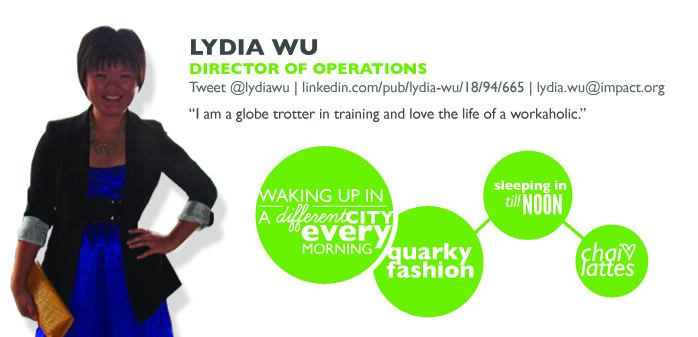 LYDIA WU
DIRECTOR OF OPERATIONS
Tweet @lydiawu | linkedin.com/pub/lydia-wu/18/94/665 | lydia.wu@impact.org
“I am a globe trotter in training and love the life of a workaholic.”
WAKING UP IN
A different CITY
every
MORNING
quarky
fashion
sleeping in
till NOON
chai
lattes